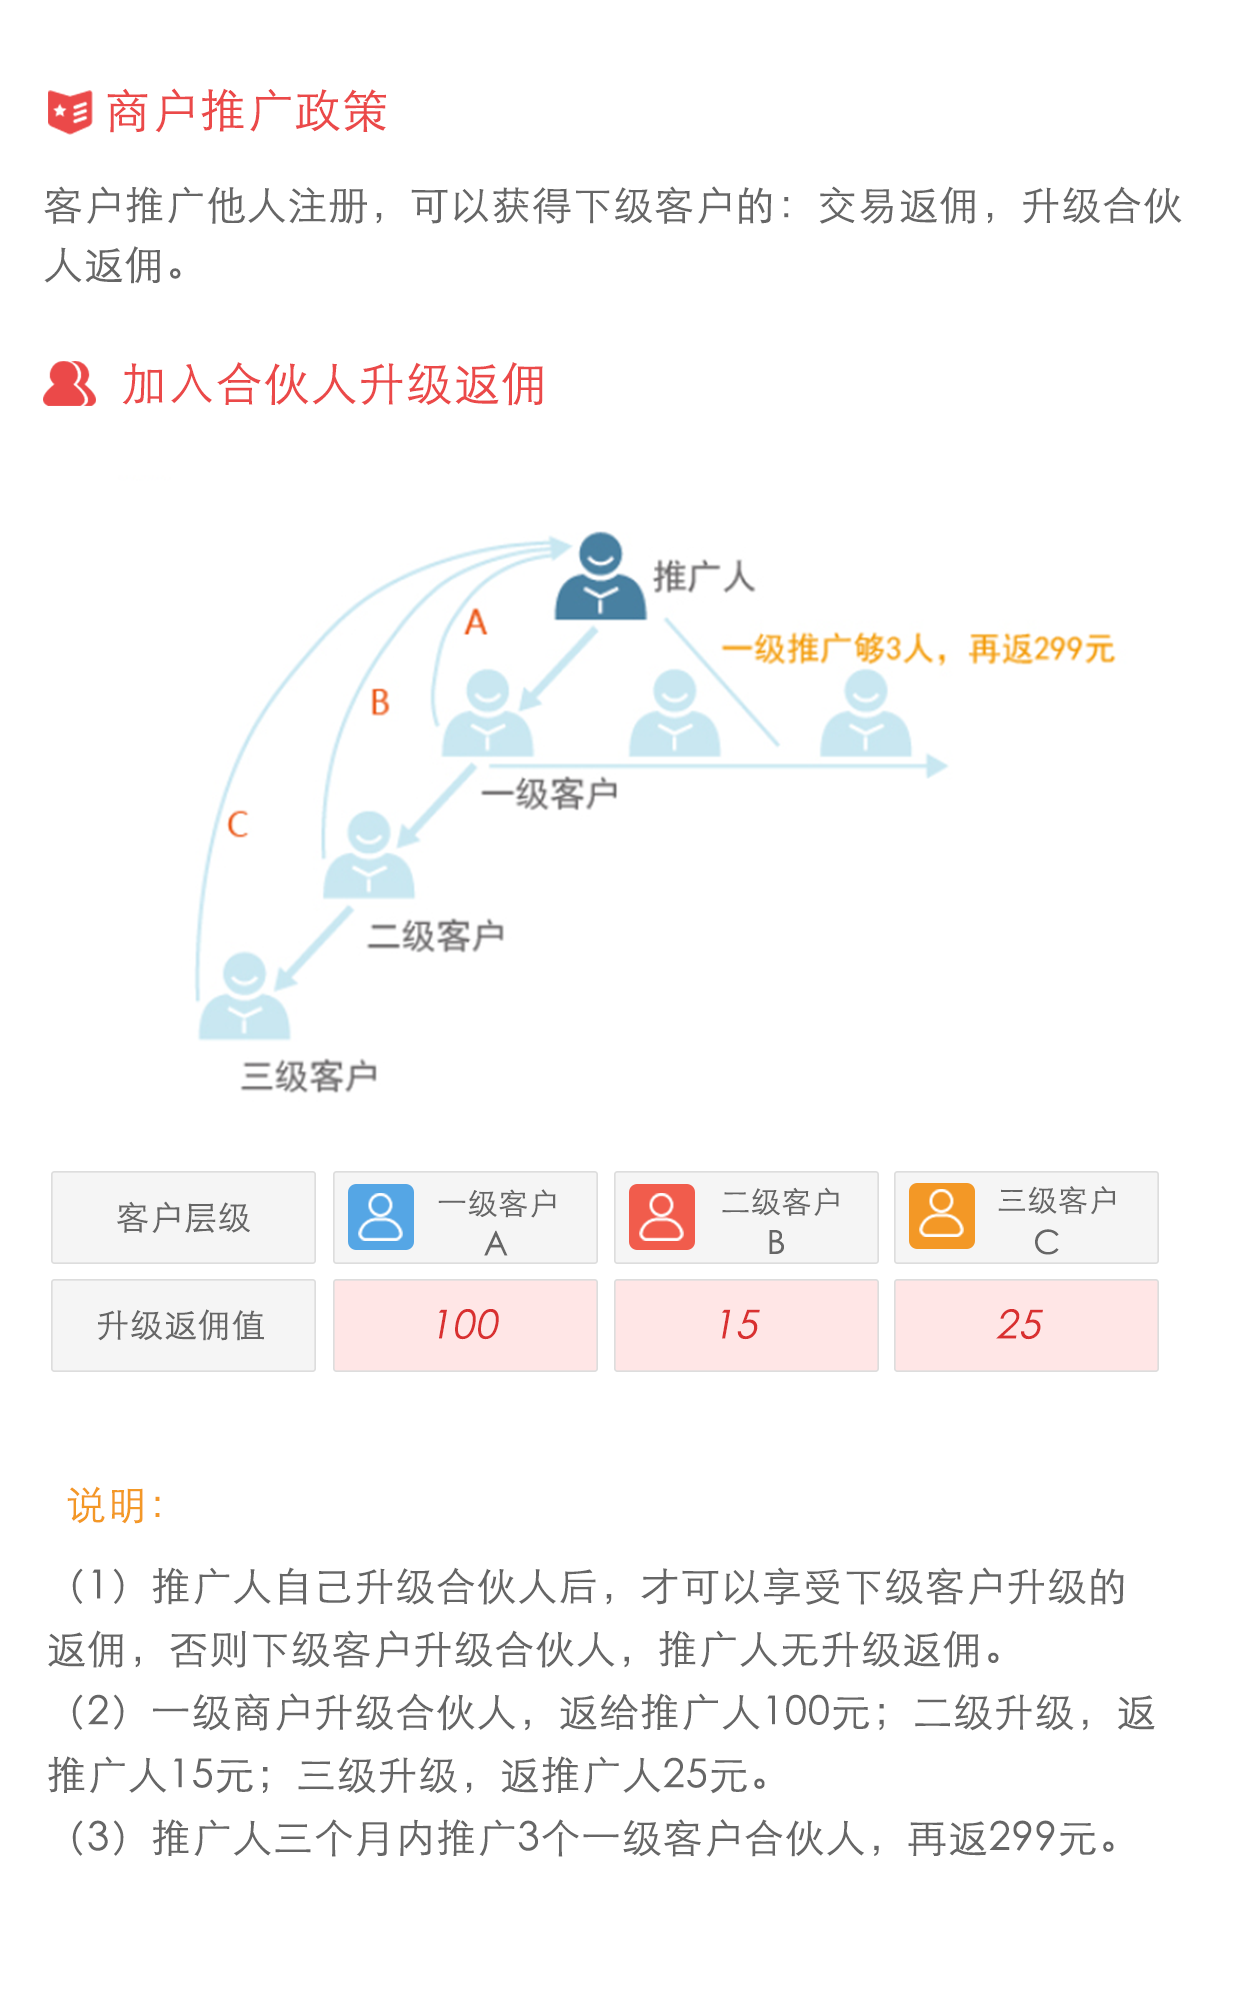 商户推广政策
客户推广他人注册，可以获得下级客户的：交易返佣，升级合伙
人返佣。
加入合伙人升级返佣
推广人
一级推广够3人，再返299元
A
B
一级客户
C
二级客户
三级客户
客户层级
一级客户
A
二级客户
B
三级客户
C
升级返佣值
100
15
25
说明：
（1）推广人自己升级合伙人后，才可以享受下级客户升级的
返佣，否则下级客户升级合伙人，推广人无升级返佣。
（2）一级商户升级合伙人，返给推广人100元；二级升级，返
推广人15元；三级升级，返推广人25元。
（3）推广人三个月内推广3个一级客户合伙人，再返299元。